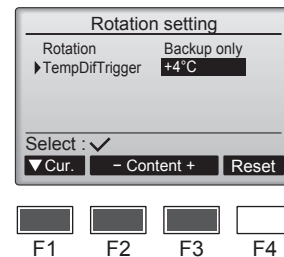 Rotation setting
Rotation Backup only
▶TempDifTrigger +4°C
Select : ✓
▼Cur. − Content + Reset
F1 F2 F3 F4